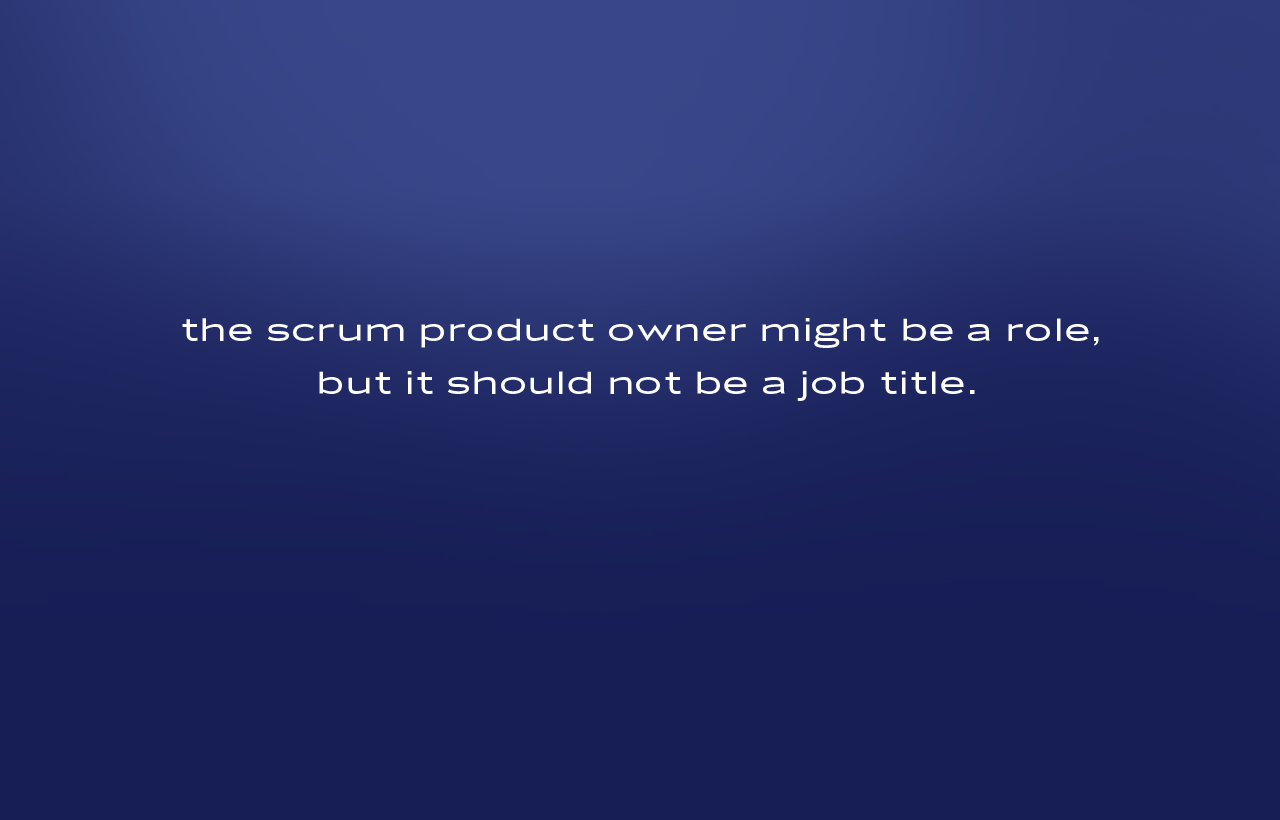 the scrum product owner might be a role,
but it should not be a job title.